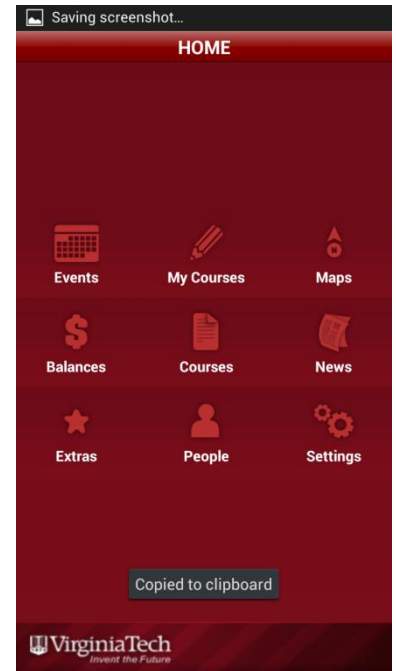 Saving screenshot...
HOME
Events My Courses Maps
Balances Courses News
Extras People Settings
Copied to clipboard
VirginiaTech
Invent the Future